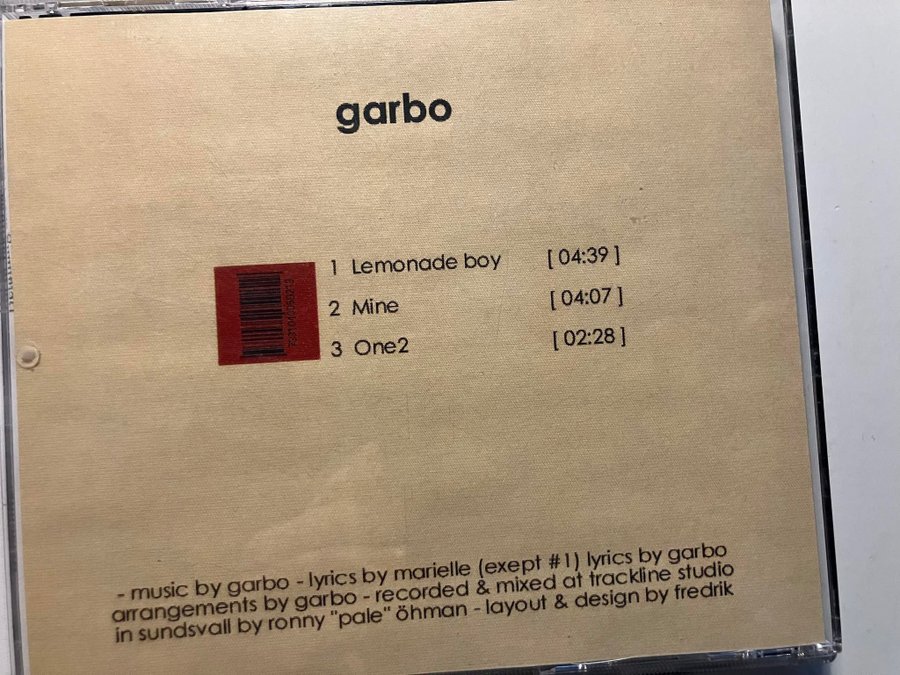 garbo
1 Lemonade boy [ 04:39 ]
2 Mine [ 04:07 ]
3 One2 [ 02:28 ]
- music by garbo - lyrics by marielle (exept #1) lyrics by garbo
arrangements by garbo - recorded & mixed at trackline studio
in sundsvall by ronny "pale" öhman - layout & design by fredrik